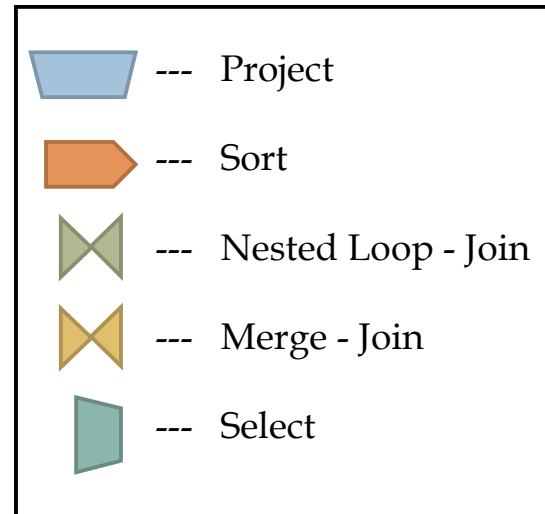 --- Project
--- Sort
--- Nested Loop - Join
--- Merge - Join
--- Select